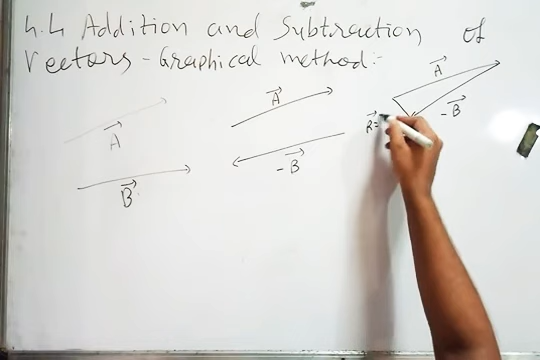 4.4 Addition and Subtraction of
Vectors - Graphical method:-
A⃗
B⃗
A⃗
-B⃗
A⃗
-B⃗
R⃗=